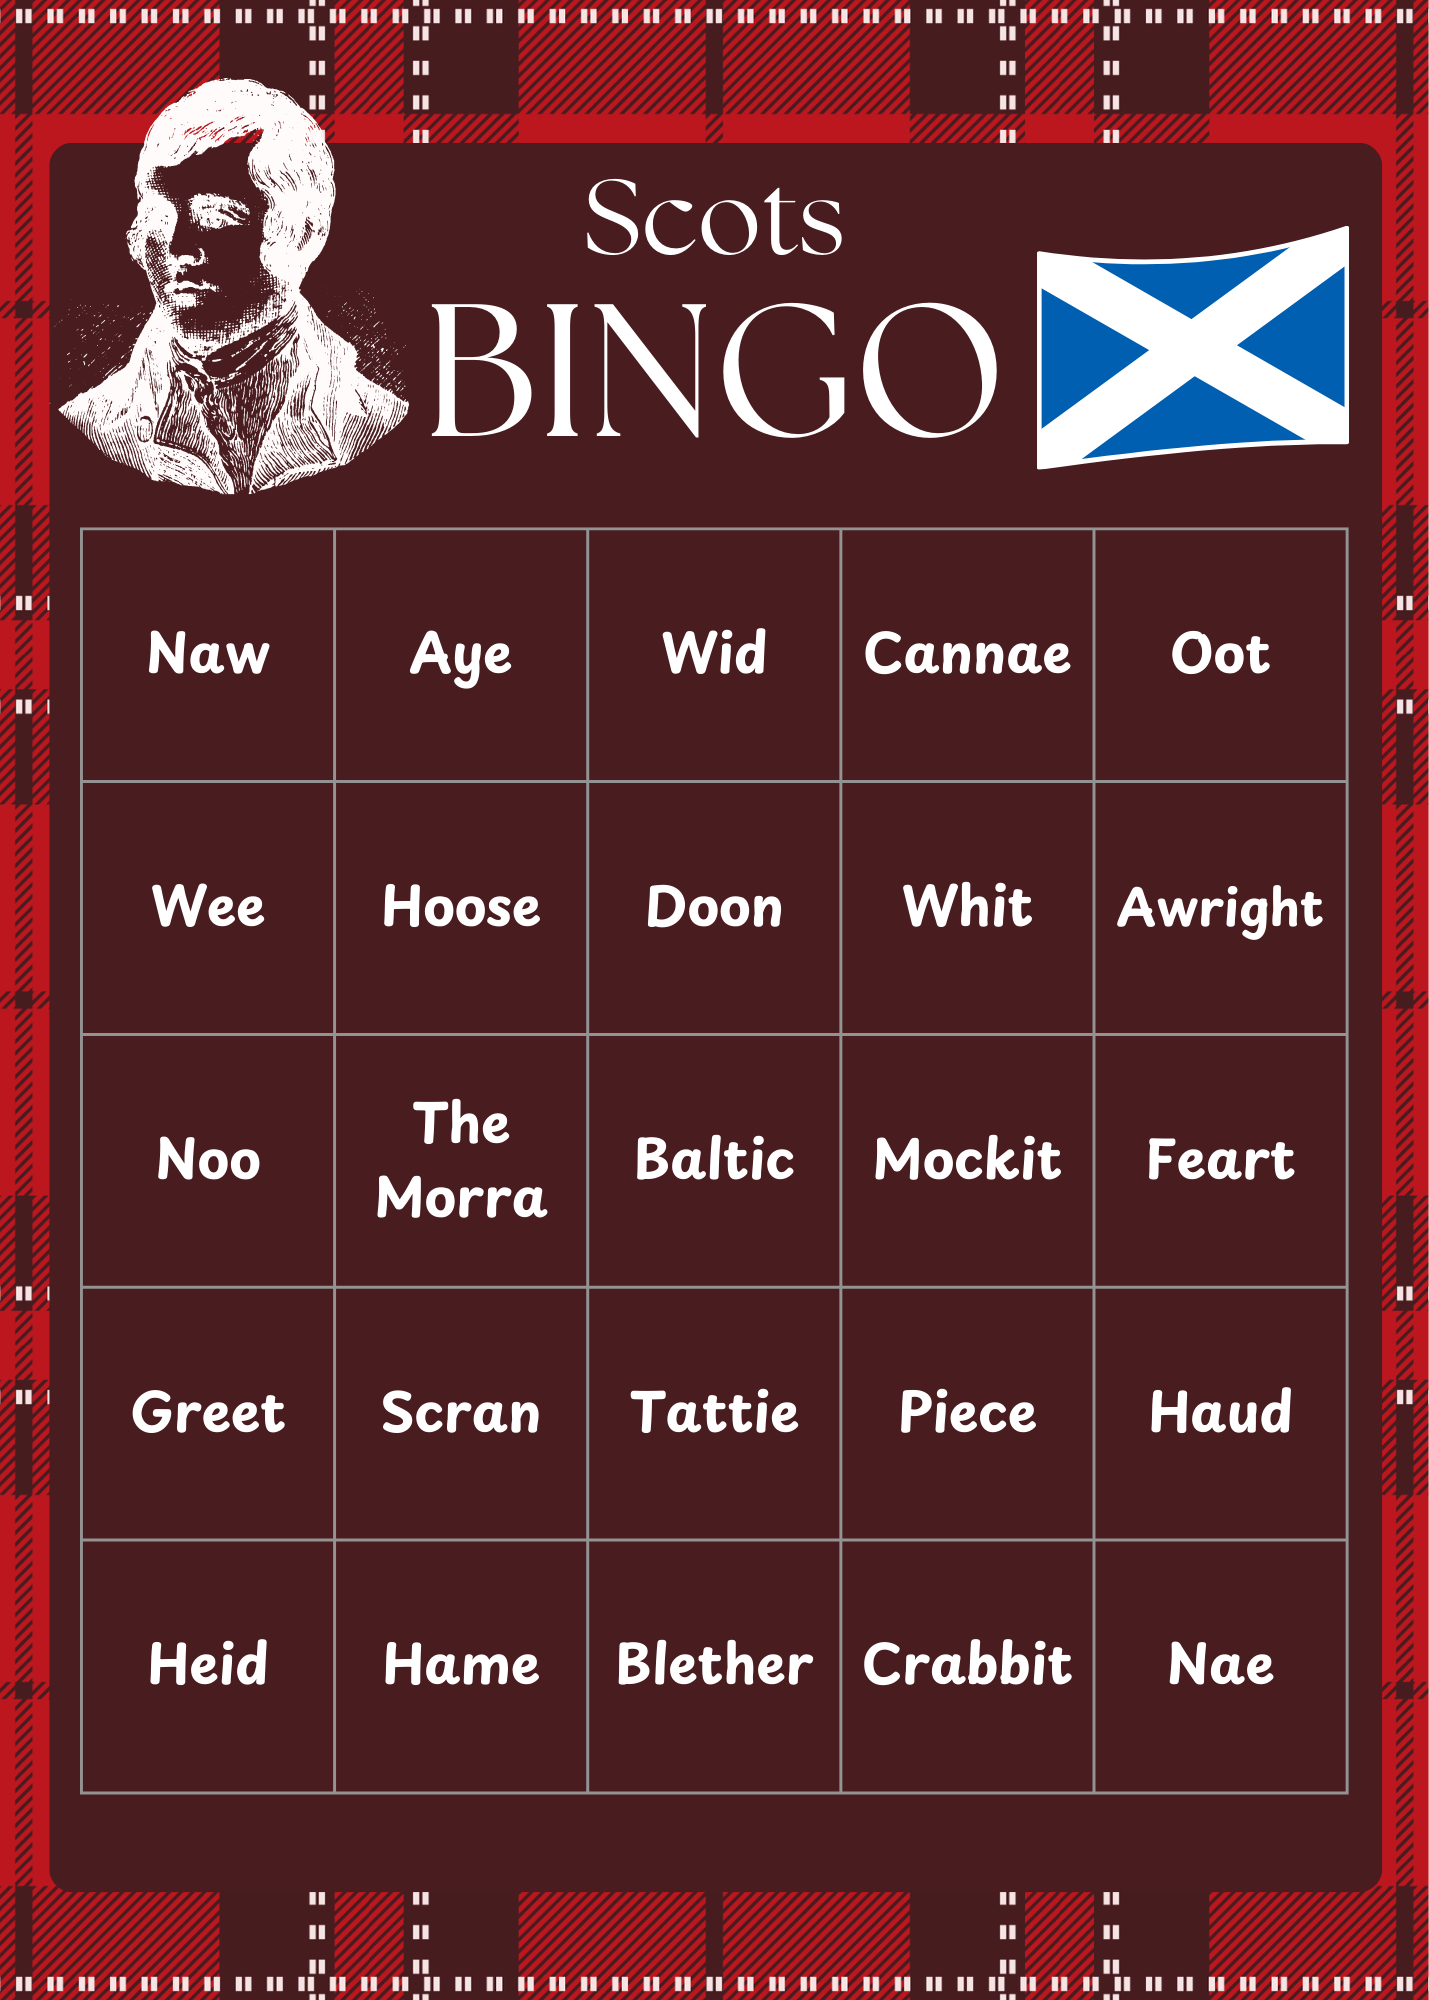 Scots
BINGO
Naw Aye Wid Cannae Oot
Wee Hoose Doon Whit Awright
Noo The Morra Baltic Mockit Feart
Greet Scran Tattie Piece Haud
Heid Hame Blether Crabbit Nae